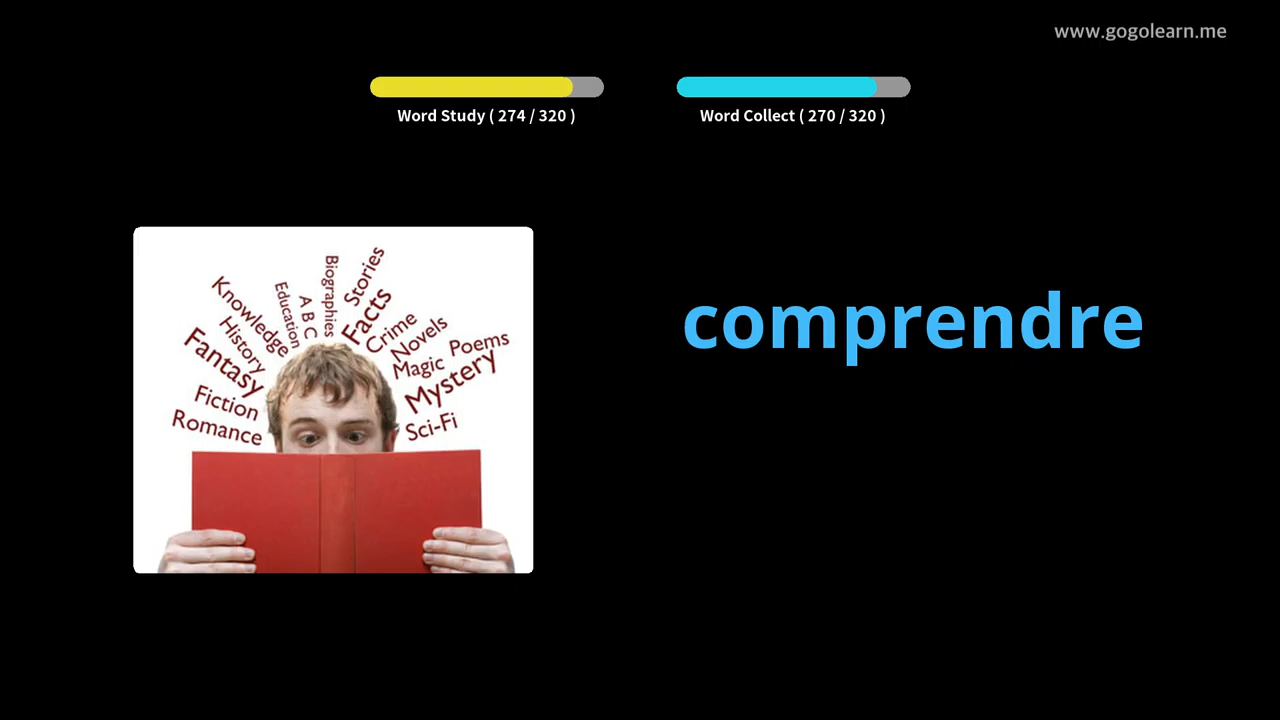 www.gogolearn.me
Word Study ( 274 / 320 )
Word Collect ( 270 / 320 )
comprendre
Knowledge
History
Fantasy
Fiction
Romance
Education
A B C
Biographies
Stories
Facts
Crime
Novels
Magic
Poems
Mystery
Sci-Fi